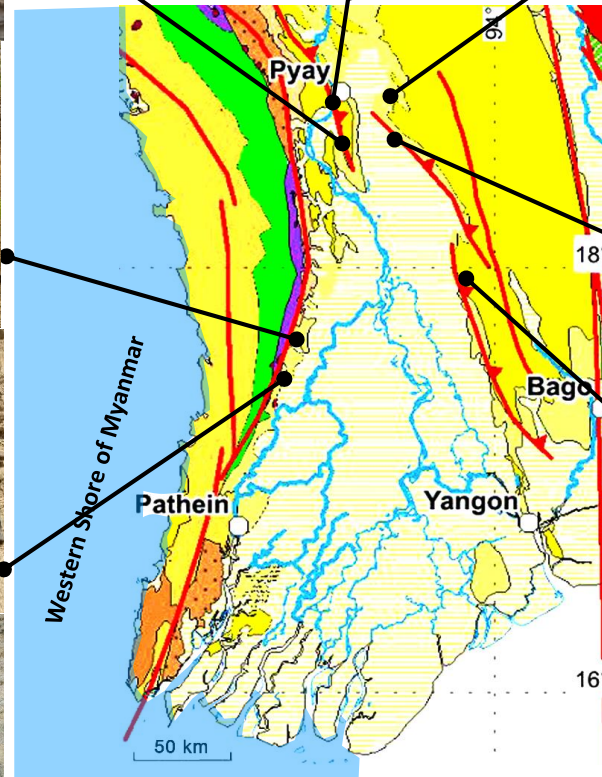 94°
Pyay
18°
Western Shore of Myanmar
Bago
Pathein
Yangon
16
50 km